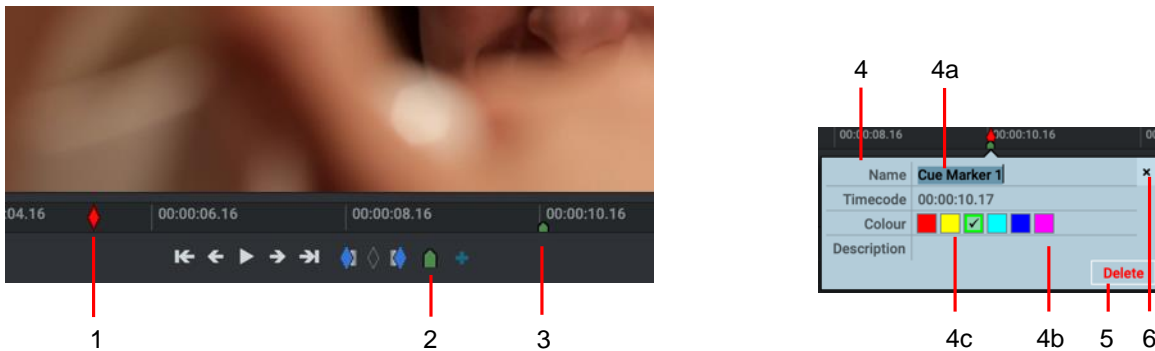 4 4a
:04.16 00:00:06.16 00:00:08.16 00:00:10.16
1 2 3
00:00:08.16 00:00:10.16
Name Cue Marker 1 ×
Timecode 00:00:10.17
Colour
Description
Delete
4c 4b 5 6